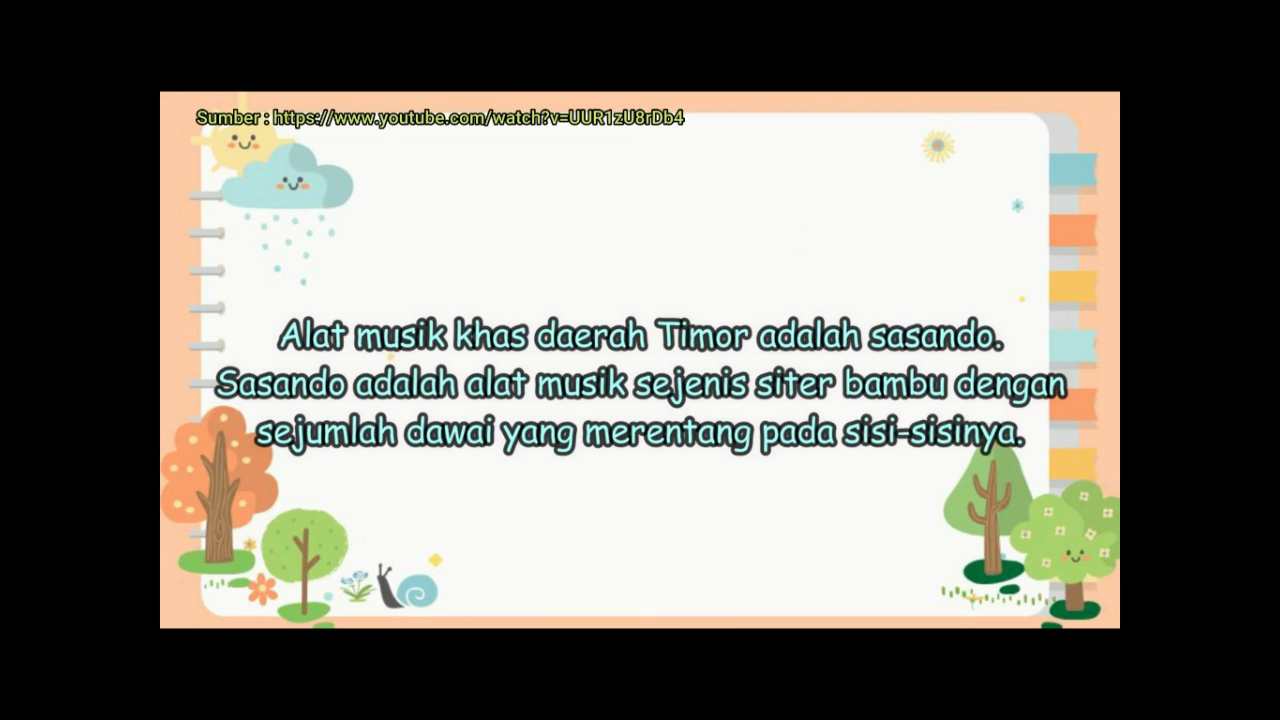 Sumber : https://www.youtube.com/watch?v=UUR1zU8rDb4
Alat musik khas daerah Timor adalah sasando.
Sasando adalah alat musik sejenis siter bambu dengan
sejumlah dawai yang merentang pada sisi-sisinya.